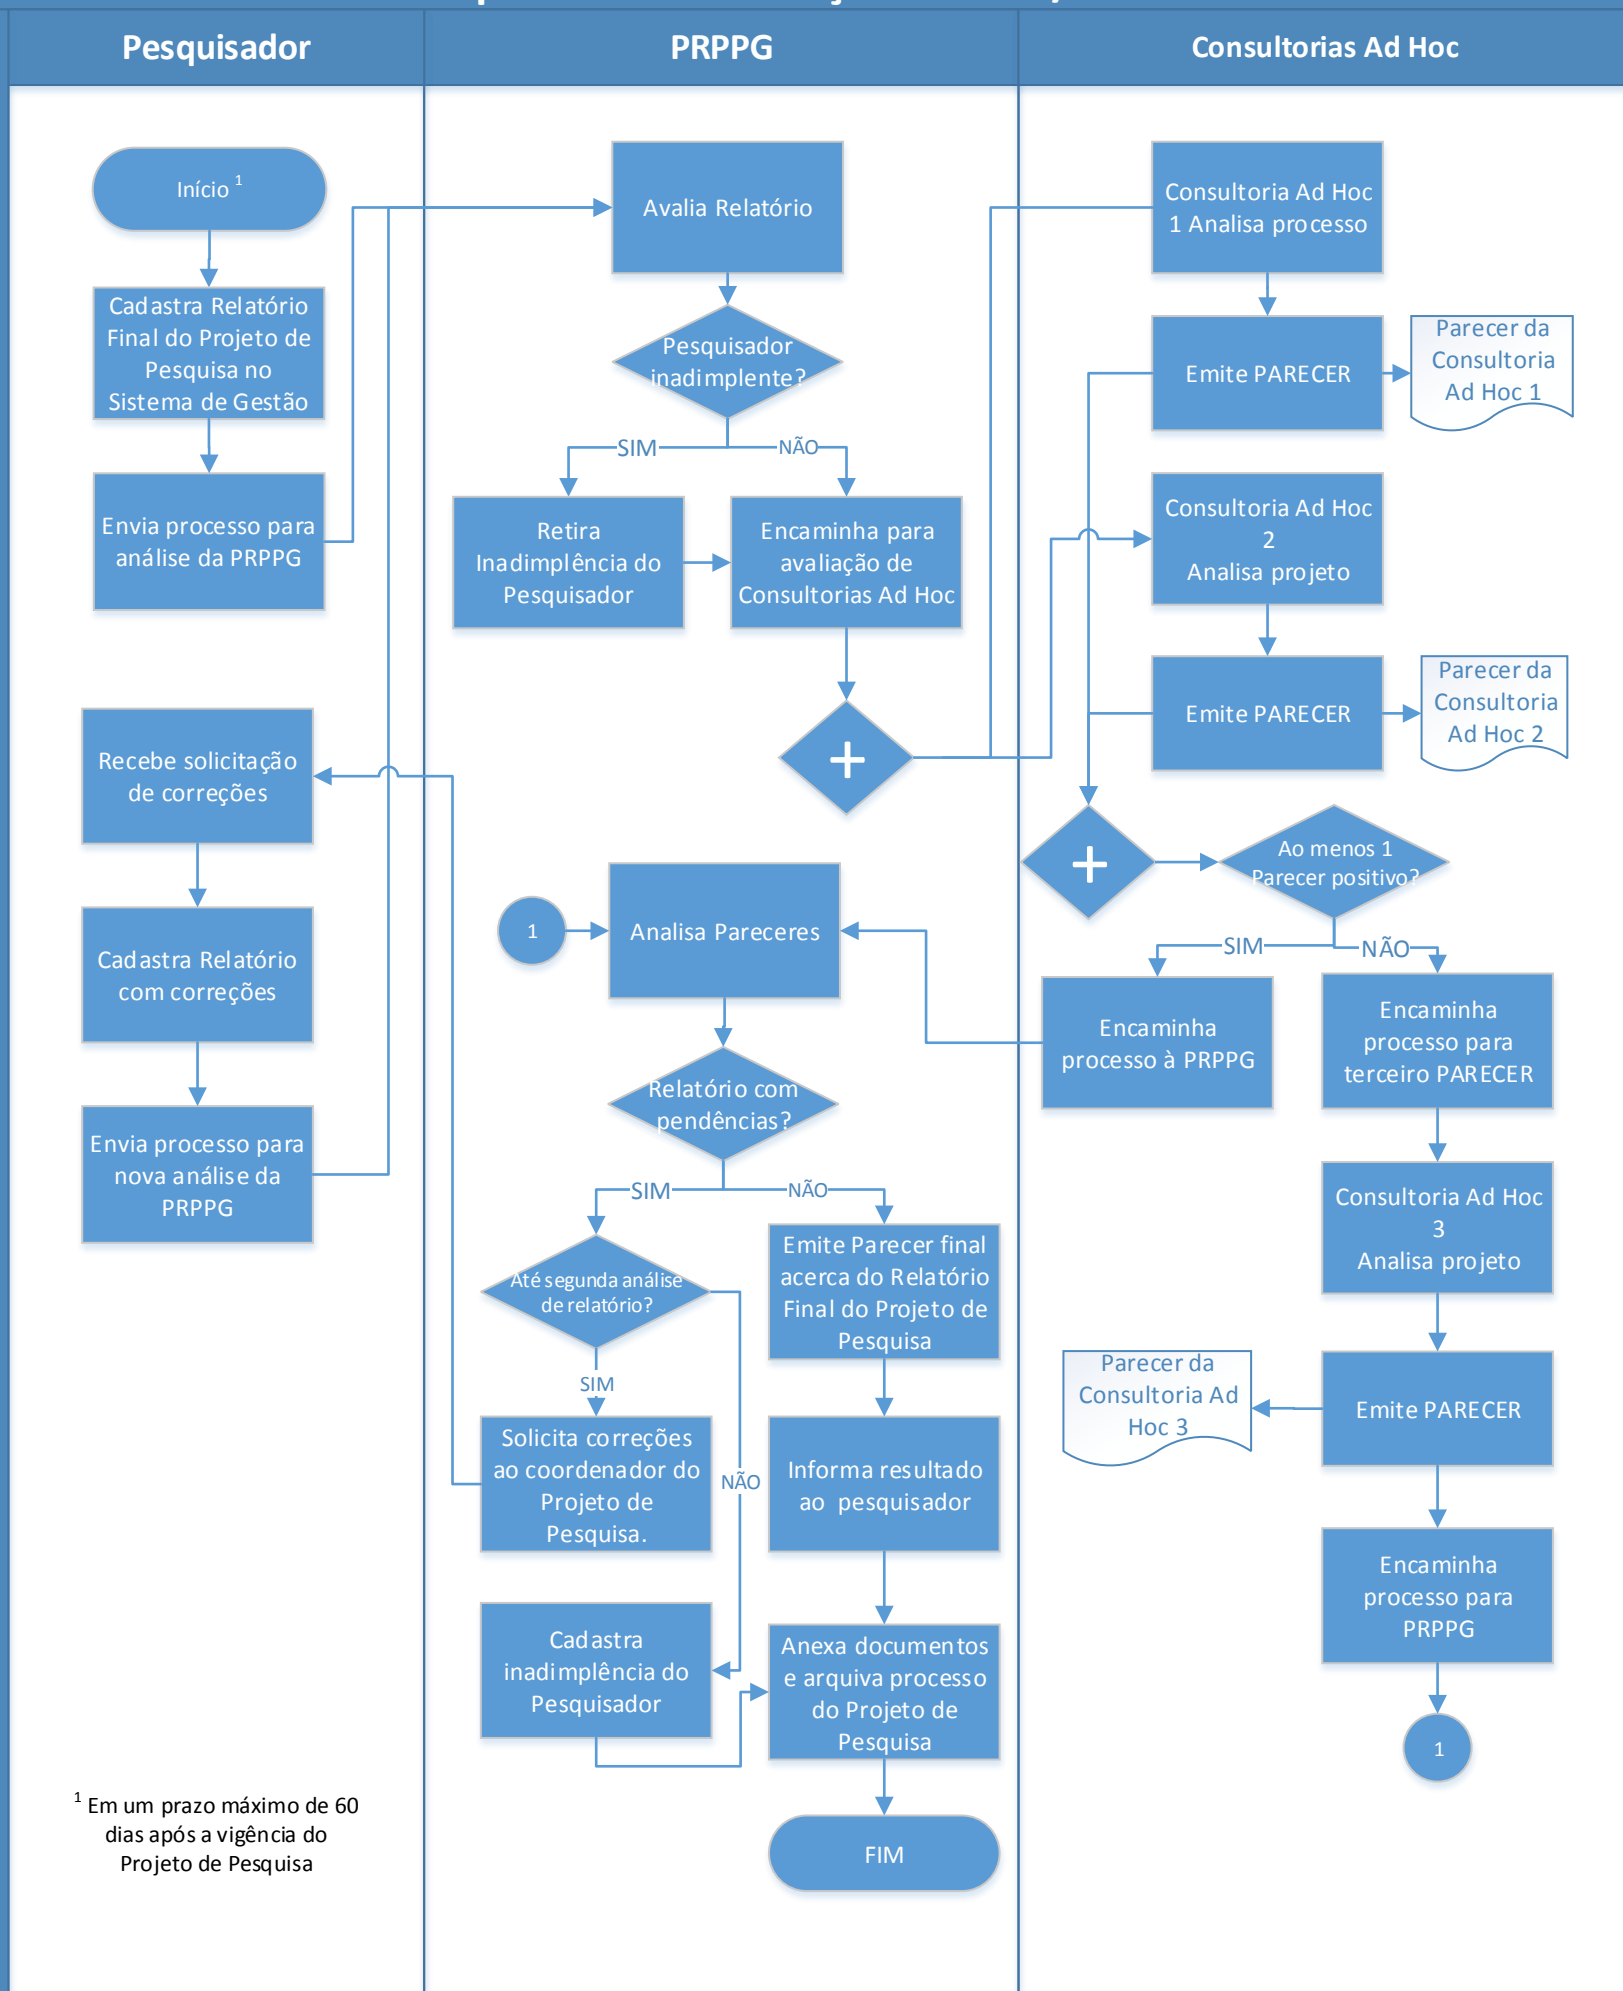 Pesquisador
PRPPG
Consultorias Ad Hoc
Início 1
Cadastra Relatório
Final do Projeto de
Pesquisa no
Sistema de Gestão
Envia processo para
análise da PRPPG
Recebe solicitação
de correções
Cadastra Relatório
com correções
Envia processo para
nova análise da
PRPPG
1 Em um prazo máximo de 60
dias após a vigência do
Projeto de Pesquisa
Avalia Relatório
Pesquisador
inadimplente?
SIM
NÃO
Retira
Inadimplência do
Pesquisador
Encaminha para
avaliação de
Consultorias Ad Hoc
+
1
Analisa Pareceres
Relatório com
pendências?
SIM
NÃO
Até segunda análise
de relatório?
SIM
NÃO
Solicita correções
ao coordenador do
Projeto de
Pesquisa.
Cadastra
inadimplência do
Pesquisador
Emite Parecer final
acerca do Relatório
Final do Projeto de
Pesquisa
Informa resultado
ao pesquisador
Anexa documentos
e arquiva processo
do Projeto de
Pesquisa
FIM
Consultoria Ad Hoc
1 Analisa processo
Emite PARECER
Parecer da
Consultoria
Ad Hoc 1
Consultoria Ad Hoc
2
Analisa projeto
Emite PARECER
Parecer da
Consultoria
Ad Hoc 2
+
Ao menos 1
Parecer positivo?
SIM
NÃO
Encaminha
processo à PRPPG
Encaminha
processo para
terceiro PARECER
Consultoria Ad Hoc
3
Analisa projeto
Emite PARECER
Parecer da
Consultoria Ad
Hoc 3
Encaminha
processo para
PRPPG
1